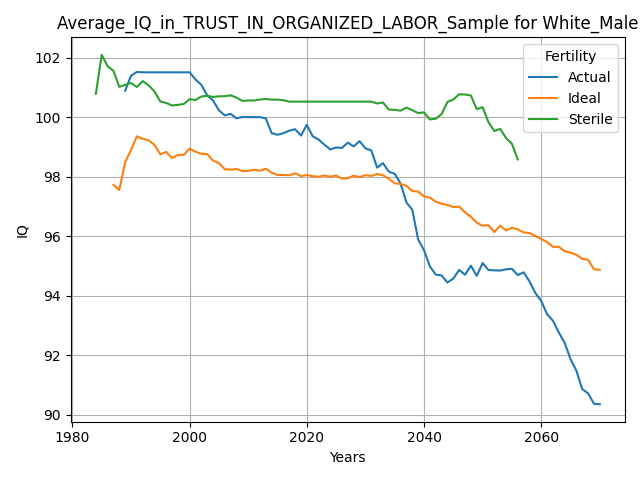 Average_IQ_in_TRUST_IN_ORGANIZED_LABOR_Sample for White_Male
Fertility
Actual
Ideal
Sterile
102
100
98
96
94
92
90
IQ
1980 2000 2020 2040 2060
Years